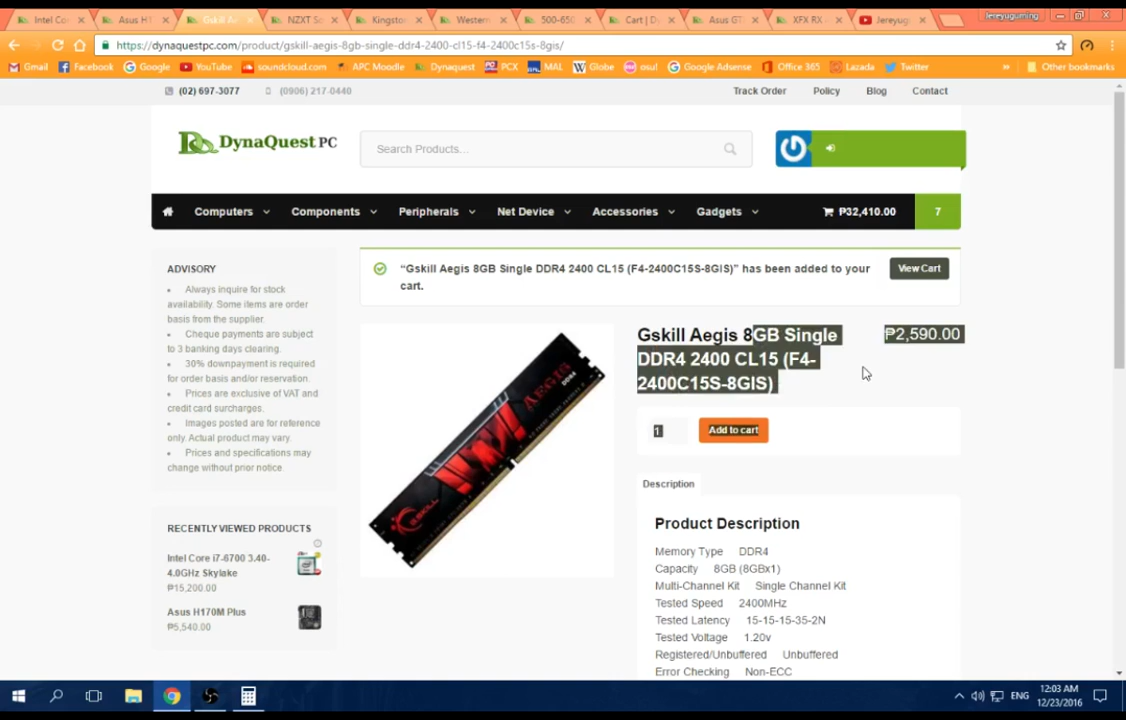 Intel Co
Asus H1
Gskill Ae
NZXT So
Kingsto
Western
500-650
Cart | Dy
Asus GT
XFX RX
Jereyug
Jereyuguming
https://dynaquestpc.com/product/gskill-aegis-8gb-single-ddr4-2400-cl15-f4-2400c15s-8gis/
Gmail Facebook Google YouTube soundcloud.com APC Moodle Dynaquest PCX MAL Globe osu! Google Adsense Office 365 Lazada Twitter » Other bookmarks
(02) 697-3077 (0906) 217-0440 Track Order Policy Blog Contact
DynaQuest PC
Search Products...
Computers Components Peripherals Net Device Accessories Gadgets ₱32,410.00 7
ADVISORY
• Always inquire for stock
availability. Some items are order
basis from the supplier.
• Cheque payments are subject
to 3 banking days clearing.
• 30% downpayment is required
for order basis and/or reservation.
• Prices are exclusive of VAT and
credit card surcharges.
• Images posted are for reference
only. Actual product may vary.
• Prices and specifications may
change without prior notice.
RECENTLY VIEWED PRODUCTS
Intel Core i7-6700 3.40-
4.0GHz Skylake
₱15,200.00
Asus H170M Plus
₱5,540.00
“Gskill Aegis 8GB Single DDR4 2400 CL15 (F4-2400C15S-8GIS)” has been added to your
cart.
View Cart
G.SKILL AEGIS DDR4
Gskill Aegis 8GB Single
DDR4 2400 CL15 (F4-
2400C15S-8GIS)
₱2,590.00
1
Add to cart
Description
Product Description
Memory Type DDR4
Capacity 8GB (8GBx1)
Multi-Channel Kit Single Channel Kit
Tested Speed 2400MHz
Tested Latency 15-15-15-35-2N
Tested Voltage 1.20v
Registered/Unbuffered Unbuffered
Error Checking Non-ECC
ENG
12:03 AM
12/23/2016